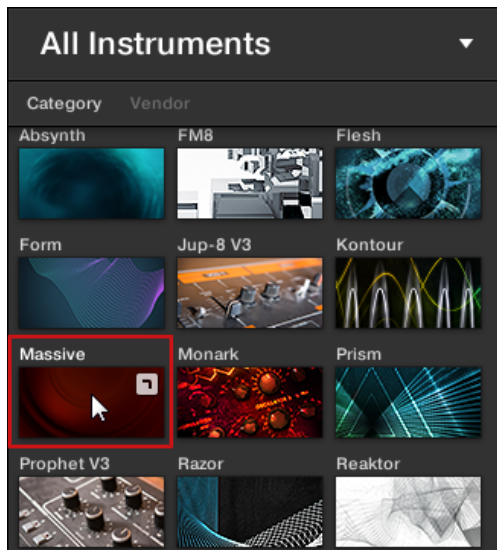 All Instruments
Category Vendor
Absynth FM8 Flesh
Form Jup-8 V3 Kontour
Massive Monark Prism
Prophet V3 Razor Reaktor